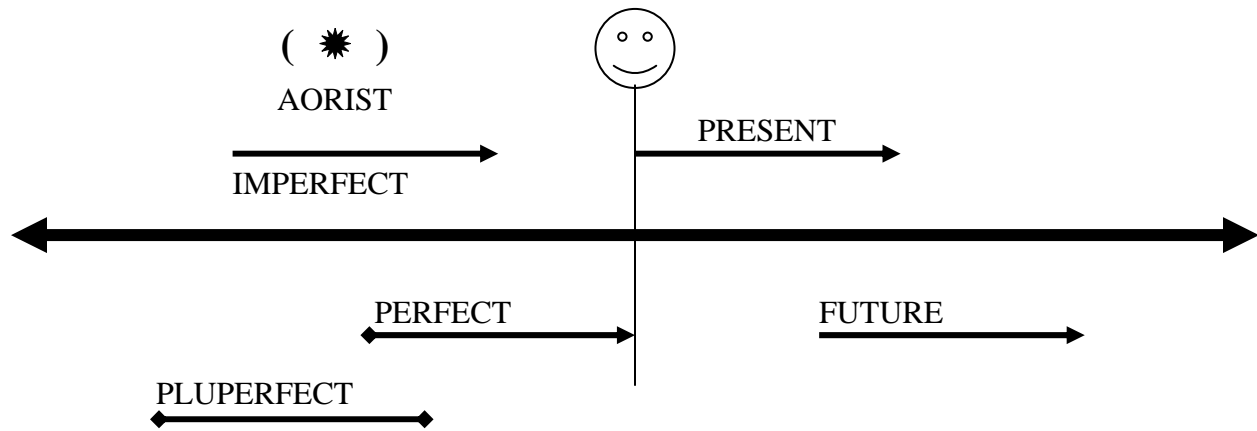 ( )
AORIST
PRESENT
IMPERFECT
PERFECT
FUTURE
PLUPERFECT